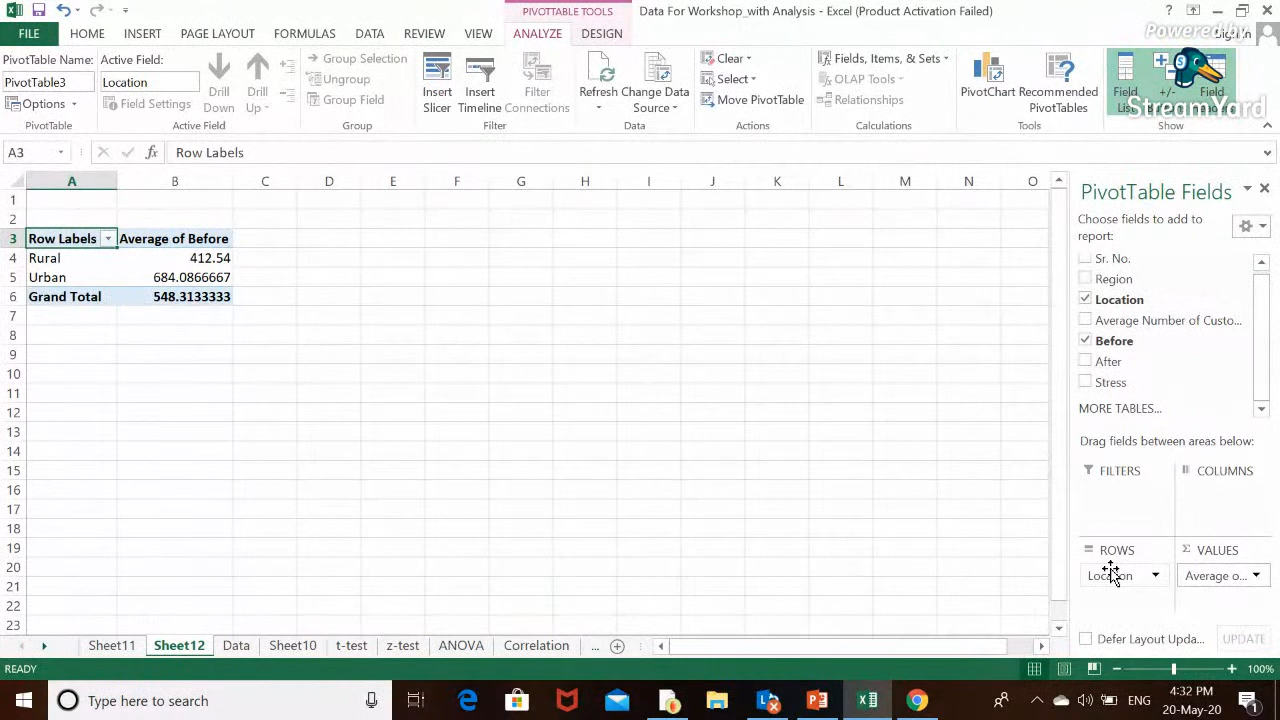 PIVOTTABLE TOOLS
Data For Workshop_with Analysis - Excel (Product Activation Failed)
FILE HOME INSERT PAGE LAYOUT FORMULAS DATA REVIEW VIEW ANALYZE DESIGN
Powered by
StreamYard
PivotTable Name:
PivotTable3
Options
PivotTable
Active Field:
Location
Field Settings
Drill Down
Drill Up
Active Field
Group Selection
Ungroup
Group Field
Group
Insert Slicer
Insert Timeline
Filter Connections
Filter
Refresh
Change Data Source
Data
Clear
Select
Move PivotTable
Actions
Fields, Items, & Sets
OLAP Tools
Relationships
Calculations
PivotChart
Recommended PivotTables
Tools
Field
Field
Show
A3 fx Row Labels
A B C D E F G H I J K L M N O
1
2
3 Row Labels Average of Before
4 Rural 412.54
5 Urban 684.0866667
6 Grand Total 548.3133333
7
8
9
10
11
12
13
14
15
16
17
18
19
20
21
22
23
PivotTable Fields
Choose fields to add to
report:
Sr. No.
Region
Location
Average Number of Custo...
Before
After
Stress
MORE TABLES...
Drag fields between areas below:
FILTERS COLUMNS
ROWS VALUES
Location Average o...
Defer Layout Upda... UPDATE
Sheet11 Sheet12 Data Sheet10 t-test z-test ANOVA Correlation ...
READY 100%
Type here to search
ENG
4:32 PM
20-May-20
1